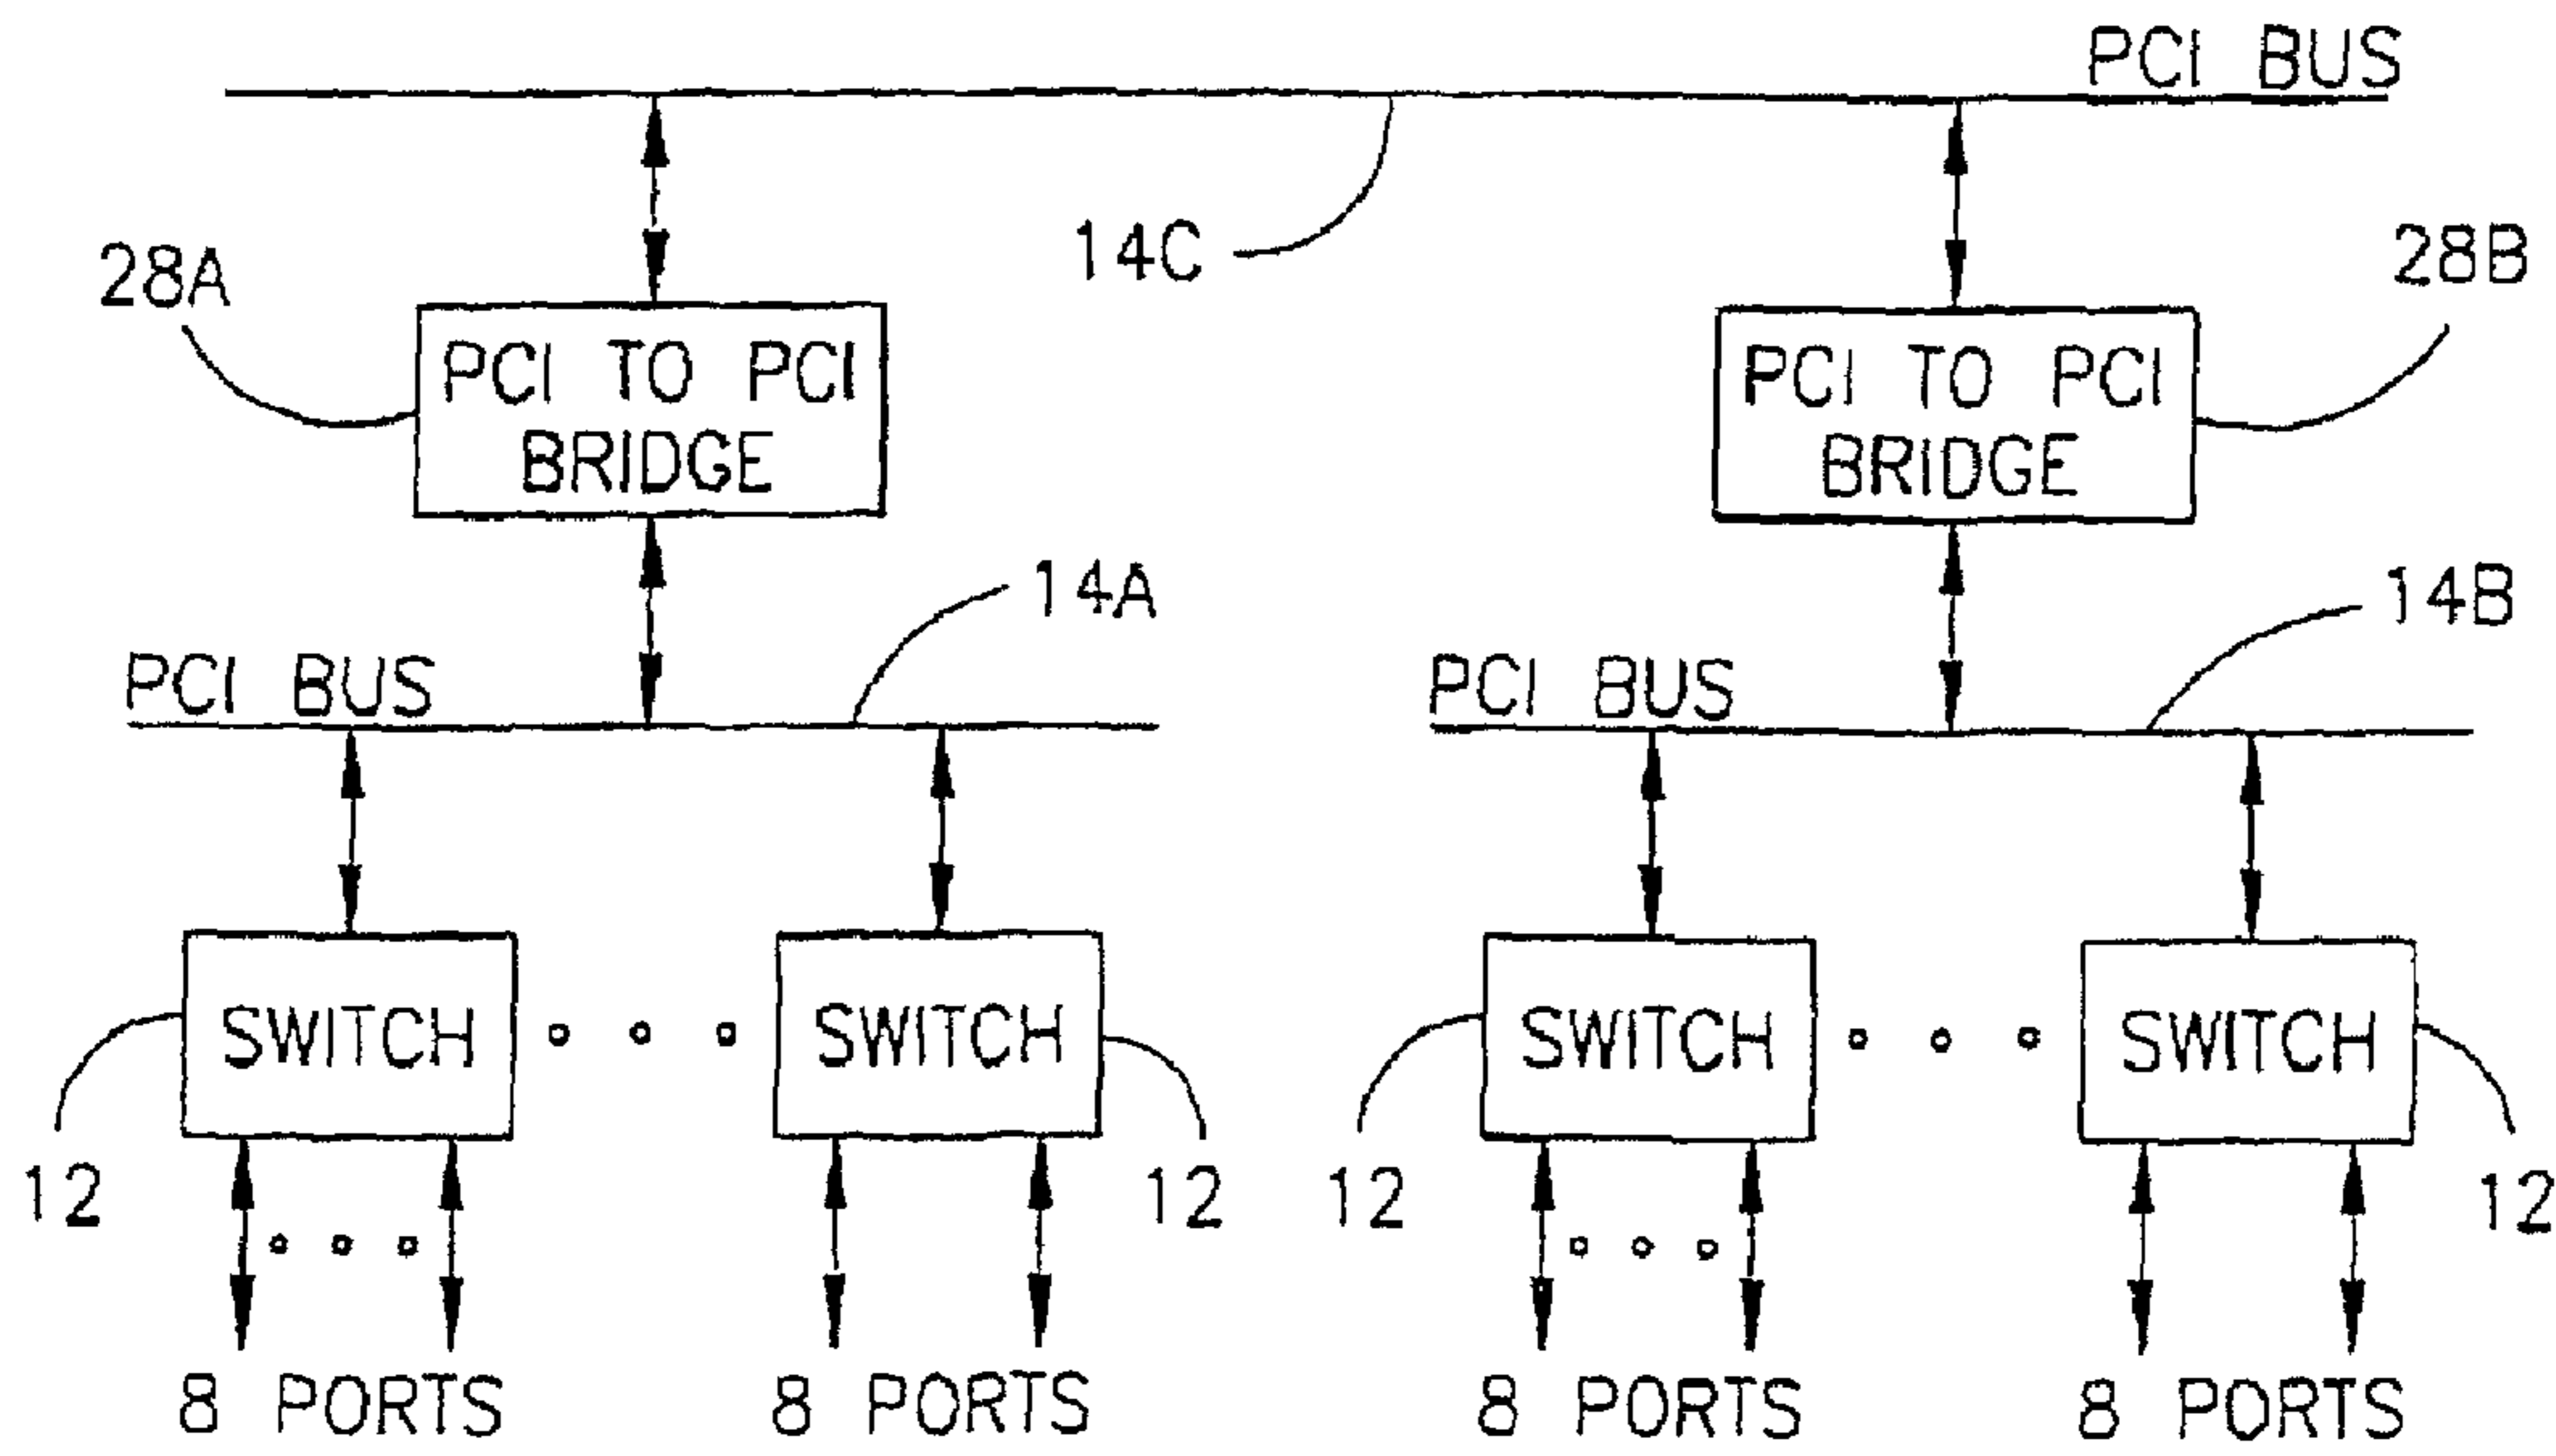 PCI BUS
14C
28A
28B
PCI TO PCI
BRIDGE
PCI TO PCI
BRIDGE
14A
14B
PCI BUS
PCI BUS
SWITCH
SWITCH
SWITCH
SWITCH
12
12
12
12
8 PORTS
8 PORTS
8 PORTS
8 PORTS